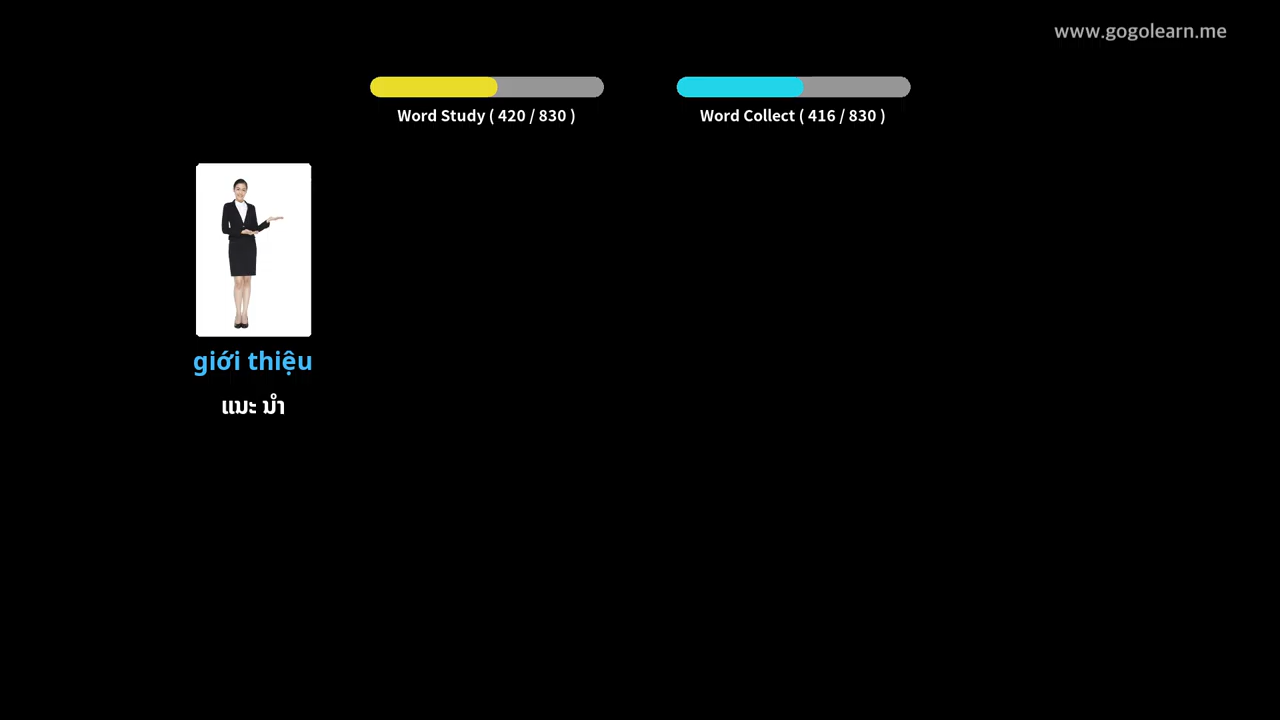 www.gogolearn.me
Word Study ( 420 / 830 )
Word Collect ( 416 / 830 )
giới thiệu
ແນະ ນຳ